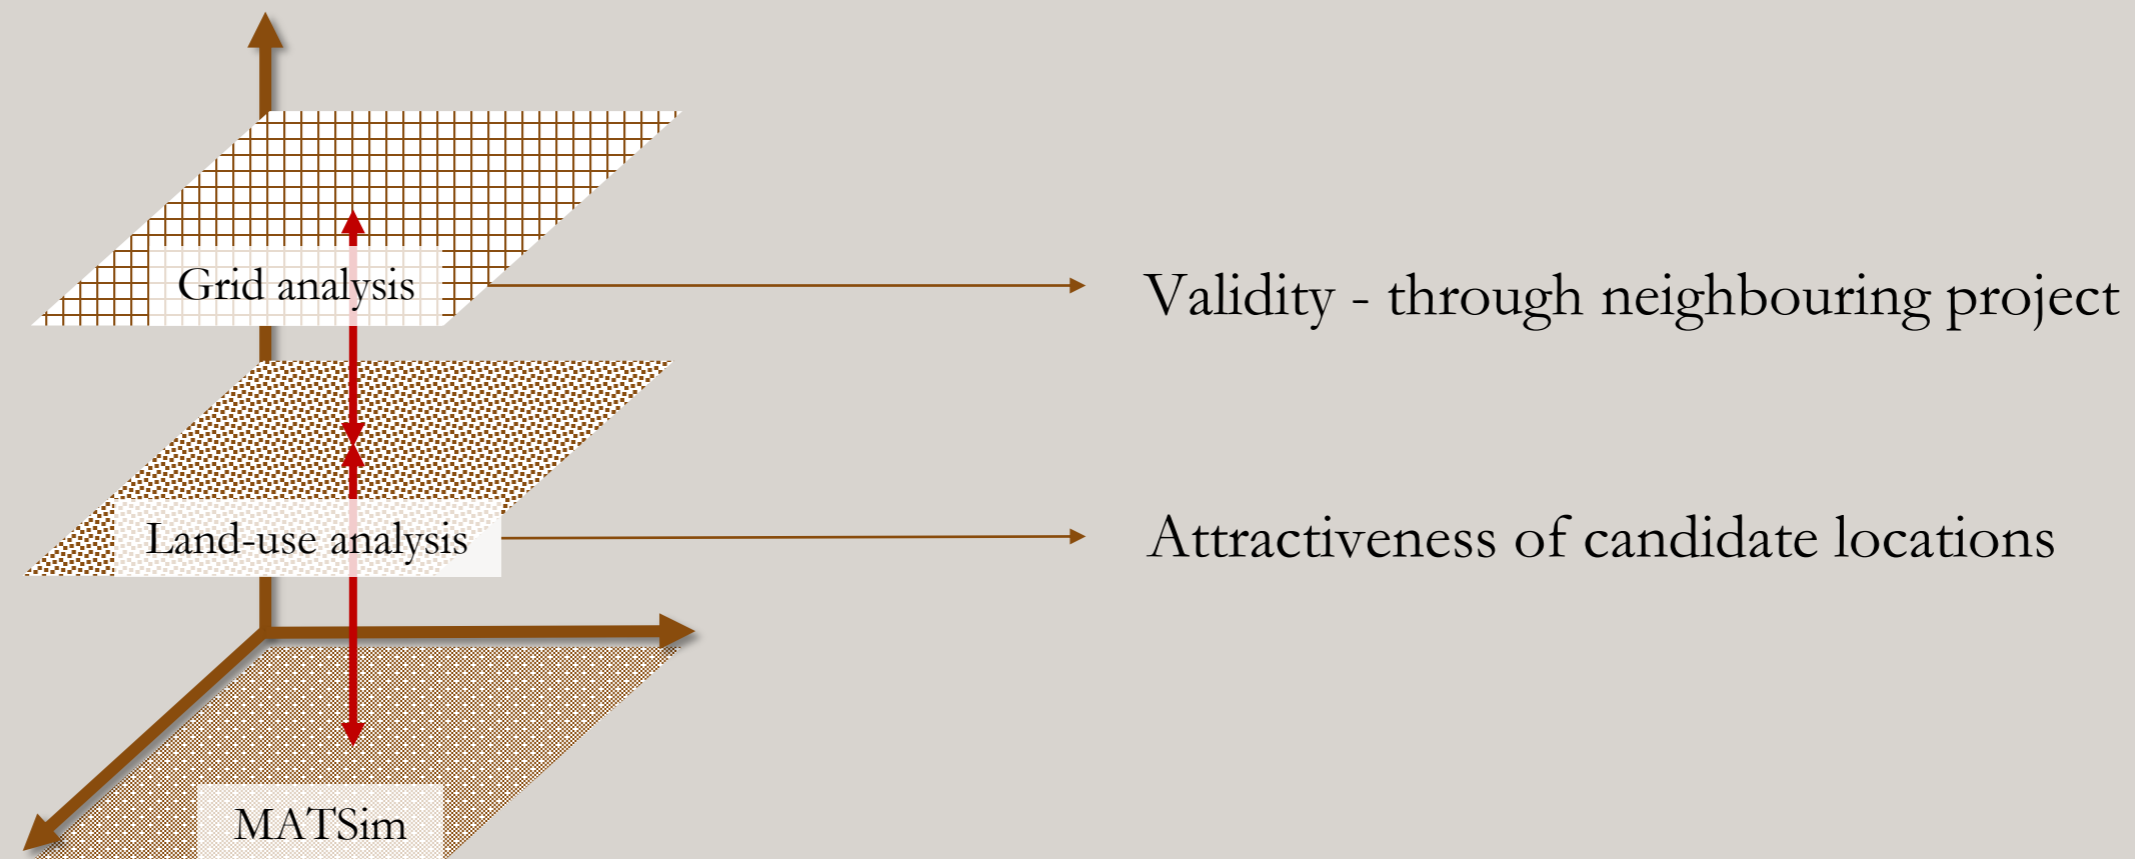 Grid analysis
Validity - through neighbouring project
Land-use analysis
Attractiveness of candidate locations
MATSim